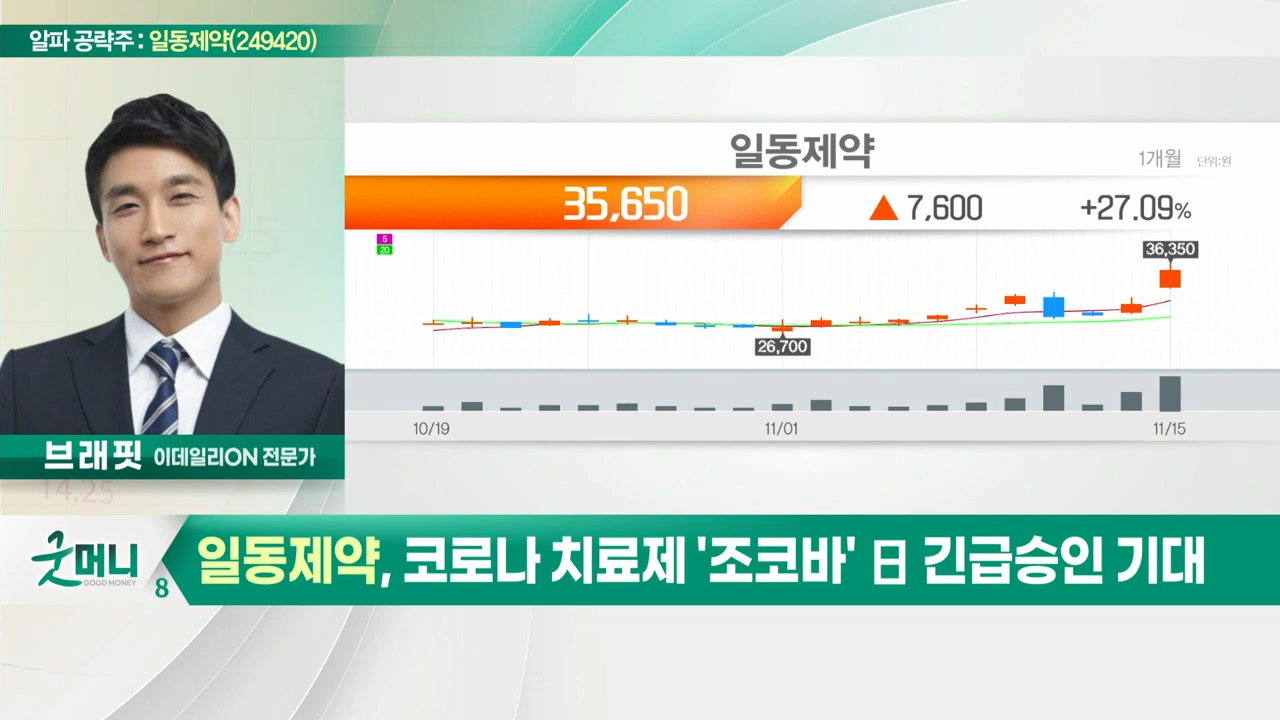 알파 공략주 : 일동제약(249420)
일동제약
1개월 단위:원
35,650 ▲ 7,600 +27.09%
5
20
36,350
26,700
10/19 11/01 11/15
브래핏 이데일리ON 전문가
14.25
굿머니
GOOD MONEY
8
일동제약, 코로나 치료제 '조코바' 日 긴급승인 기대